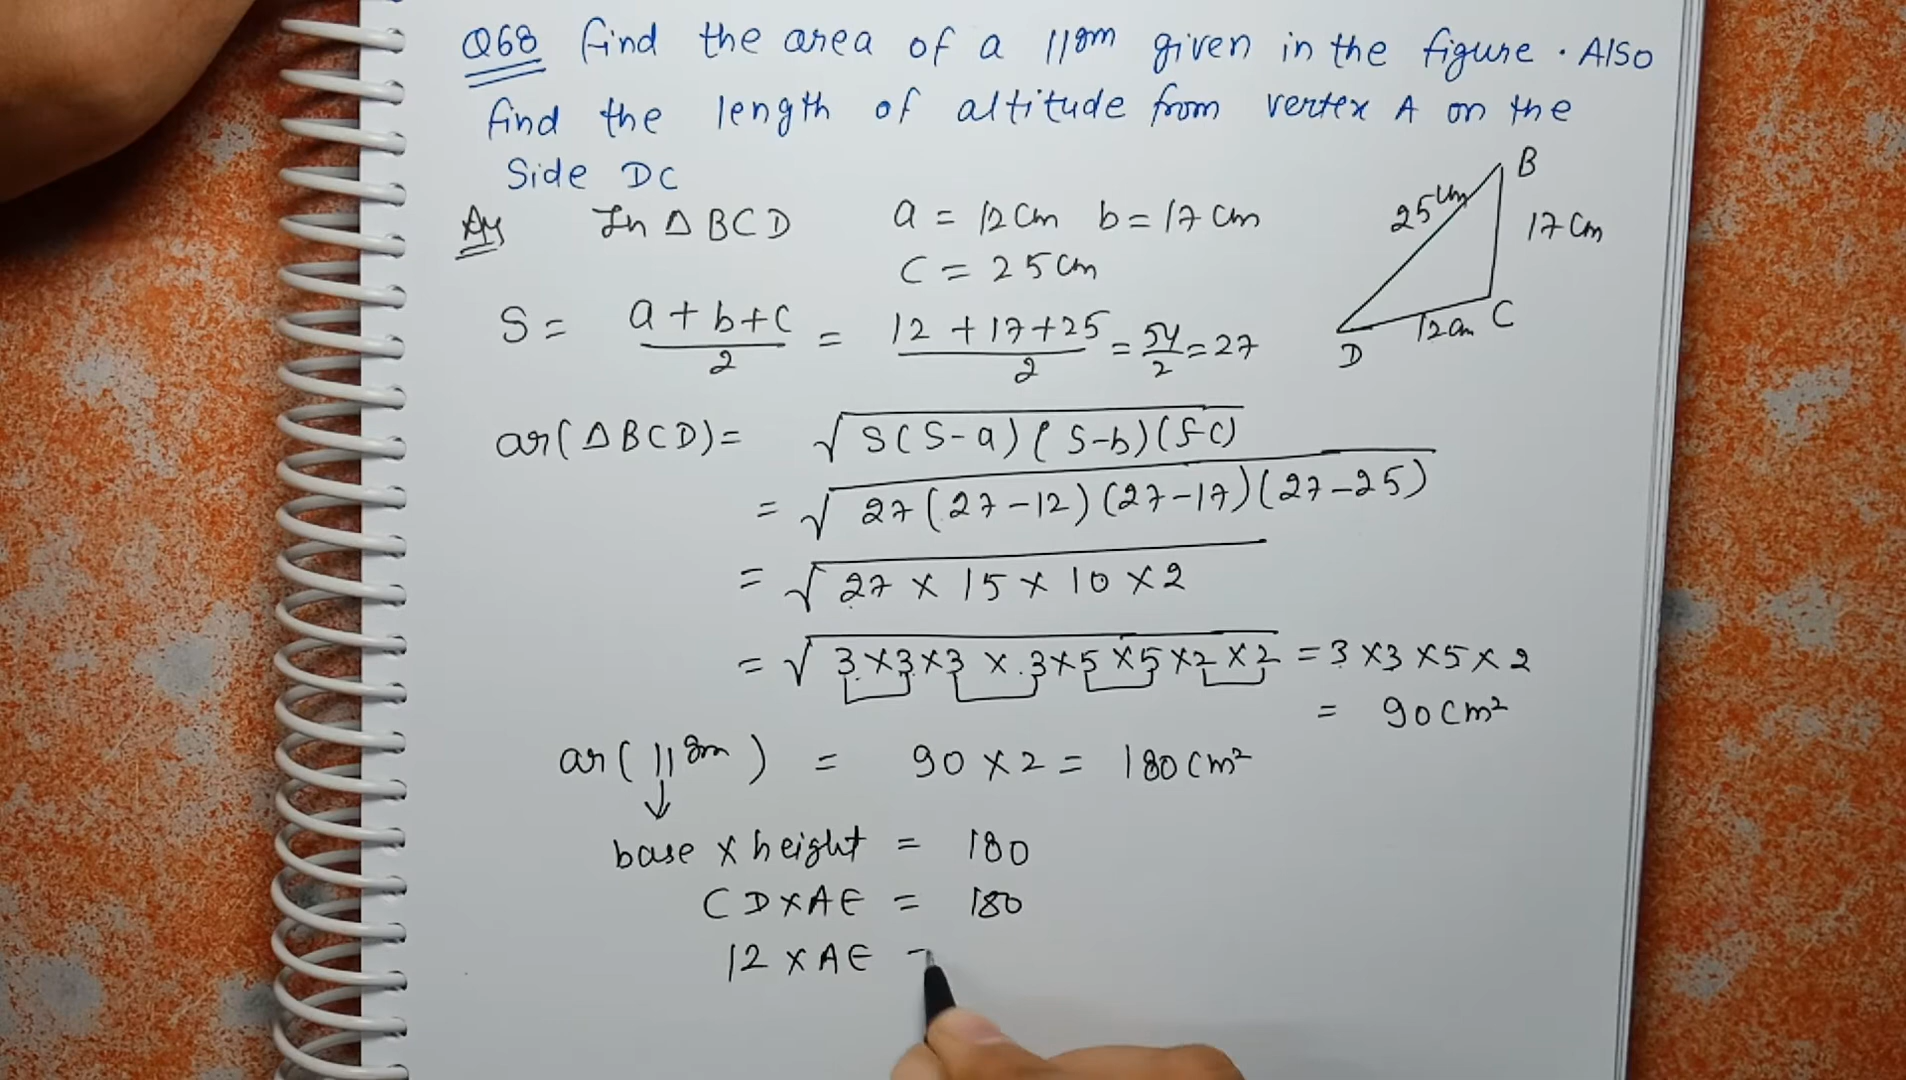 Q68 find the area of a ||gm given in the figure. Also
find the length of altitude from vertex A on the
Side DC
Ans In Δ BCD a = 12 Cm b = 17 cm
C = 25 Cm
B
25 Cm
17 Cm
C
12 Cm
D
S = a + b + C / 2 = 12 + 17 + 25 / 2 = 54 / 2 = 27
ar(ΔBCD) = √S(S-a)(S-b)(S-C)
= √27(27-12)(27-17)(27-25)
= √27 × 15 × 10 × 2
= √3×3×3×3×5×5×2×2 = 3×3×5×2
= 90 Cm²
ar(||gm) = 90 × 2 = 180 Cm²
↓
base × height = 180
CD×AE = 180
12 × AE